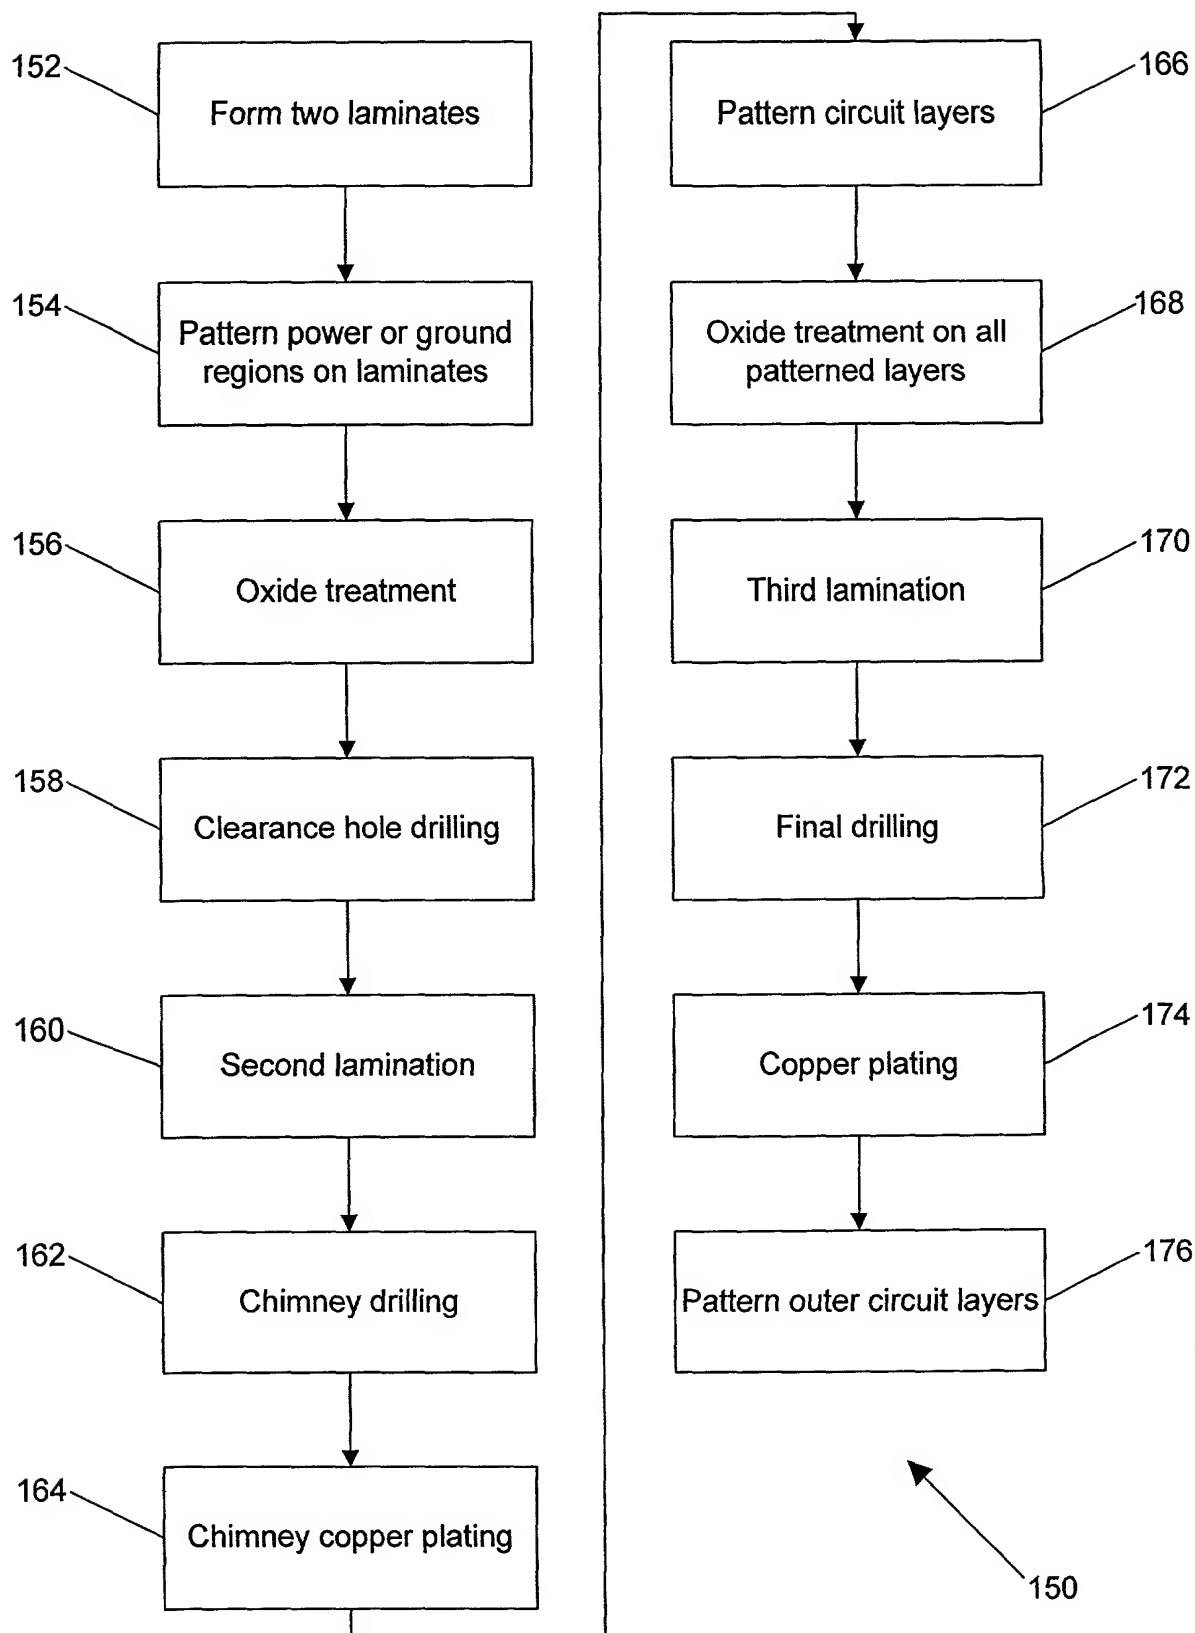 152
Form two laminates
154
Pattern power or ground
regions on laminates
156
Oxide treatment
158
Clearance hole drilling
160
Second lamination
162
Chimney drilling
164
Chimney copper plating
166
Pattern circuit layers
168
Oxide treatment on all
patterned layers
170
Third lamination
172
Final drilling
174
Copper plating
176
Pattern outer circuit layers
150